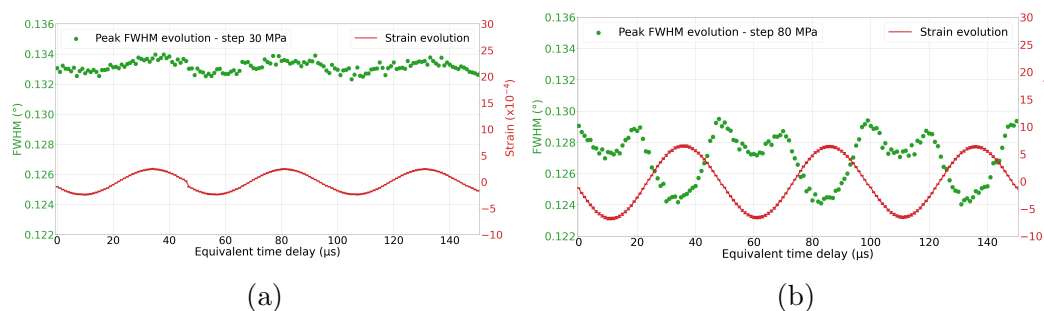 0.136
0.134
0.132
0.130
0.128
0.126
0.124
0.122
FWHM (°)
Peak FWHM evolution - step 30 MPa
Strain evolution
30
25
20
15
10
5
0
−5
−10
Strain (x10⁻⁴)
0 20 40 60 80 100 120 140
Equivalent time delay (µs)
(a)
0.136
0.134
0.132
0.130
0.128
0.126
0.124
0.122
FWHM (°)
Peak FWHM evolution - step 80 MPa
Strain evolution
30
25
20
15
10
5
0
−5
−10
0 20 40 60 80 100 120 140
Equivalent time delay (µs)
(b)